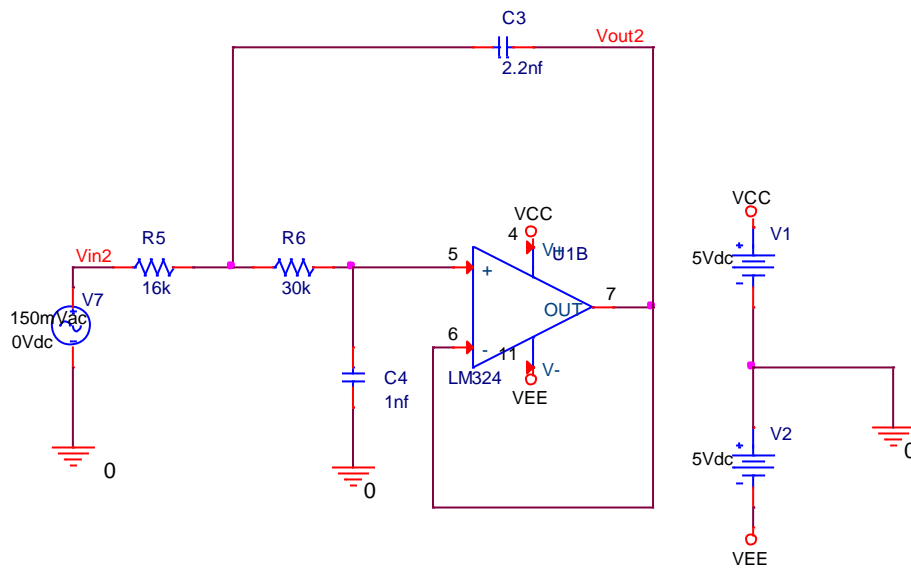 C3
Vout2
2.2nf
VCC
VCC
4
V+
U1B
V1
Vin2
R5
R6
5
+
5Vdc
16k
30k
7
V7
150mVac
0Vdc
OUT
6
-
11
V-
C4
LM324
1nf
VEE
V2
0
0
0
5Vdc
VEE